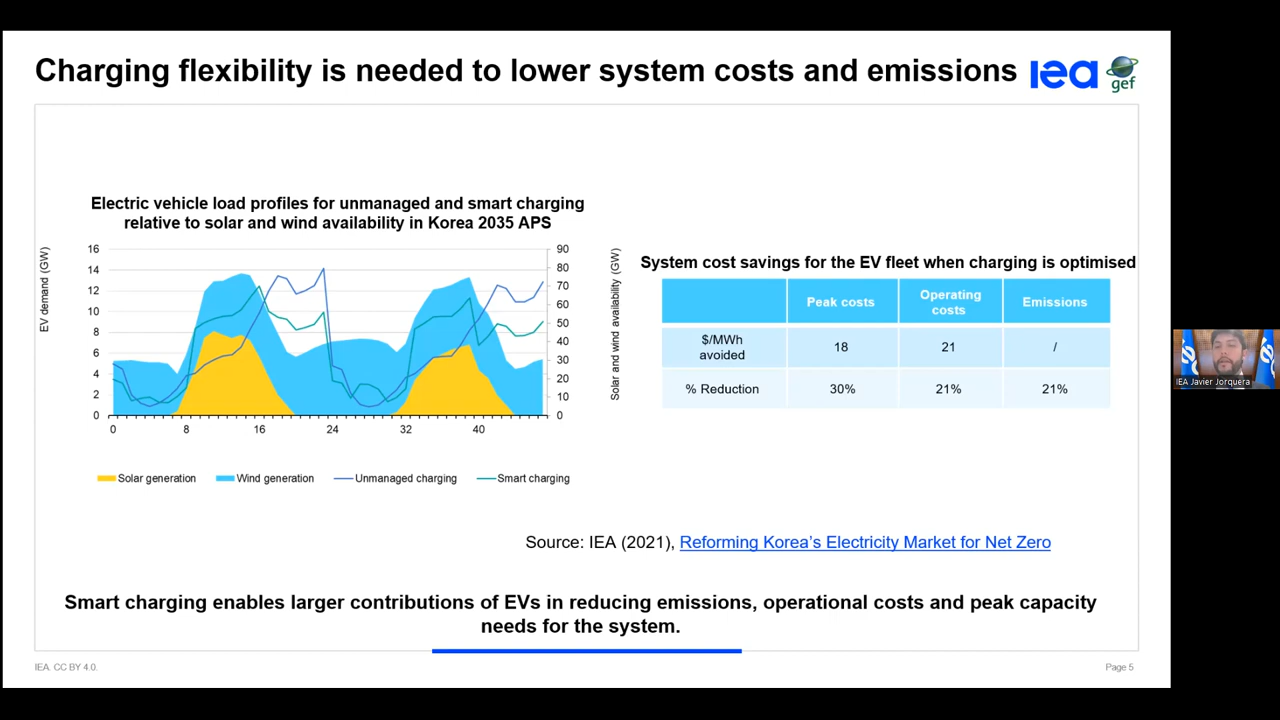 Charging flexibility is needed to lower system costs and emissions
iea
gef
Electric vehicle load profiles for unmanaged and smart charging
relative to solar and wind availability in Korea 2035 APS
EV demand (GW)
16
14
12
10
8
6
4
2
0
90
80
70
60
50
40
30
20
10
0
Solar and wind availability (GW)
0 8 16 24 32 40
Solar generation Wind generation Unmanaged charging Smart charging
System cost savings for the EV fleet when charging is optimised
Peak costs Operating costs Emissions
$/MWh avoided 18 21 /
% Reduction 30% 21% 21%
Source: IEA (2021), Reforming Korea's Electricity Market for Net Zero
Smart charging enables larger contributions of EVs in reducing emissions, operational costs and peak capacity
needs for the system.
IEA. CC BY 4.0.
Page 5
IEA Javier Jorquera